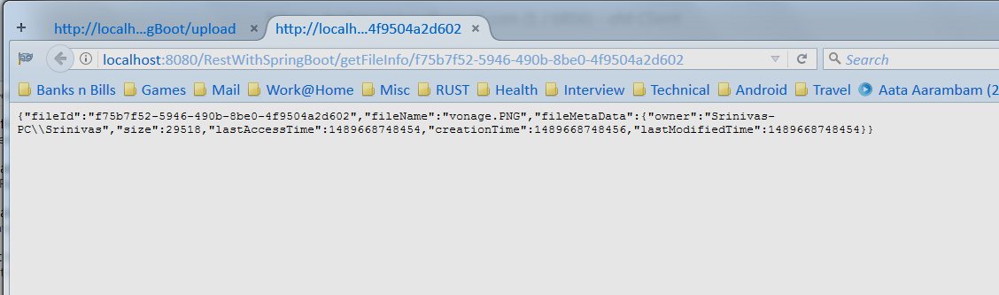 http://localh...gBoot/upload
http://localh...4f9504a2d602
localhost:8080/RestWithSpringBoot/getFileInfo/f75b7f52-5946-490b-8be0-4f9504a2d602
Search
Banks n Bills Games Mail Work@Home Misc RUST Health Interview Technical Android Travel Aata Aarambam (2
{"fileId":"f75b7f52-5946-490b-8be0-4f9504a2d602","fileName":"vonage.PNG","fileMetaData":{"owner":"Srinivas-
PC\\Srinivas","size":29518,"lastAccessTime":1489668748454,"creationTime":1489668748456,"lastModifiedTime":1489668748454}}